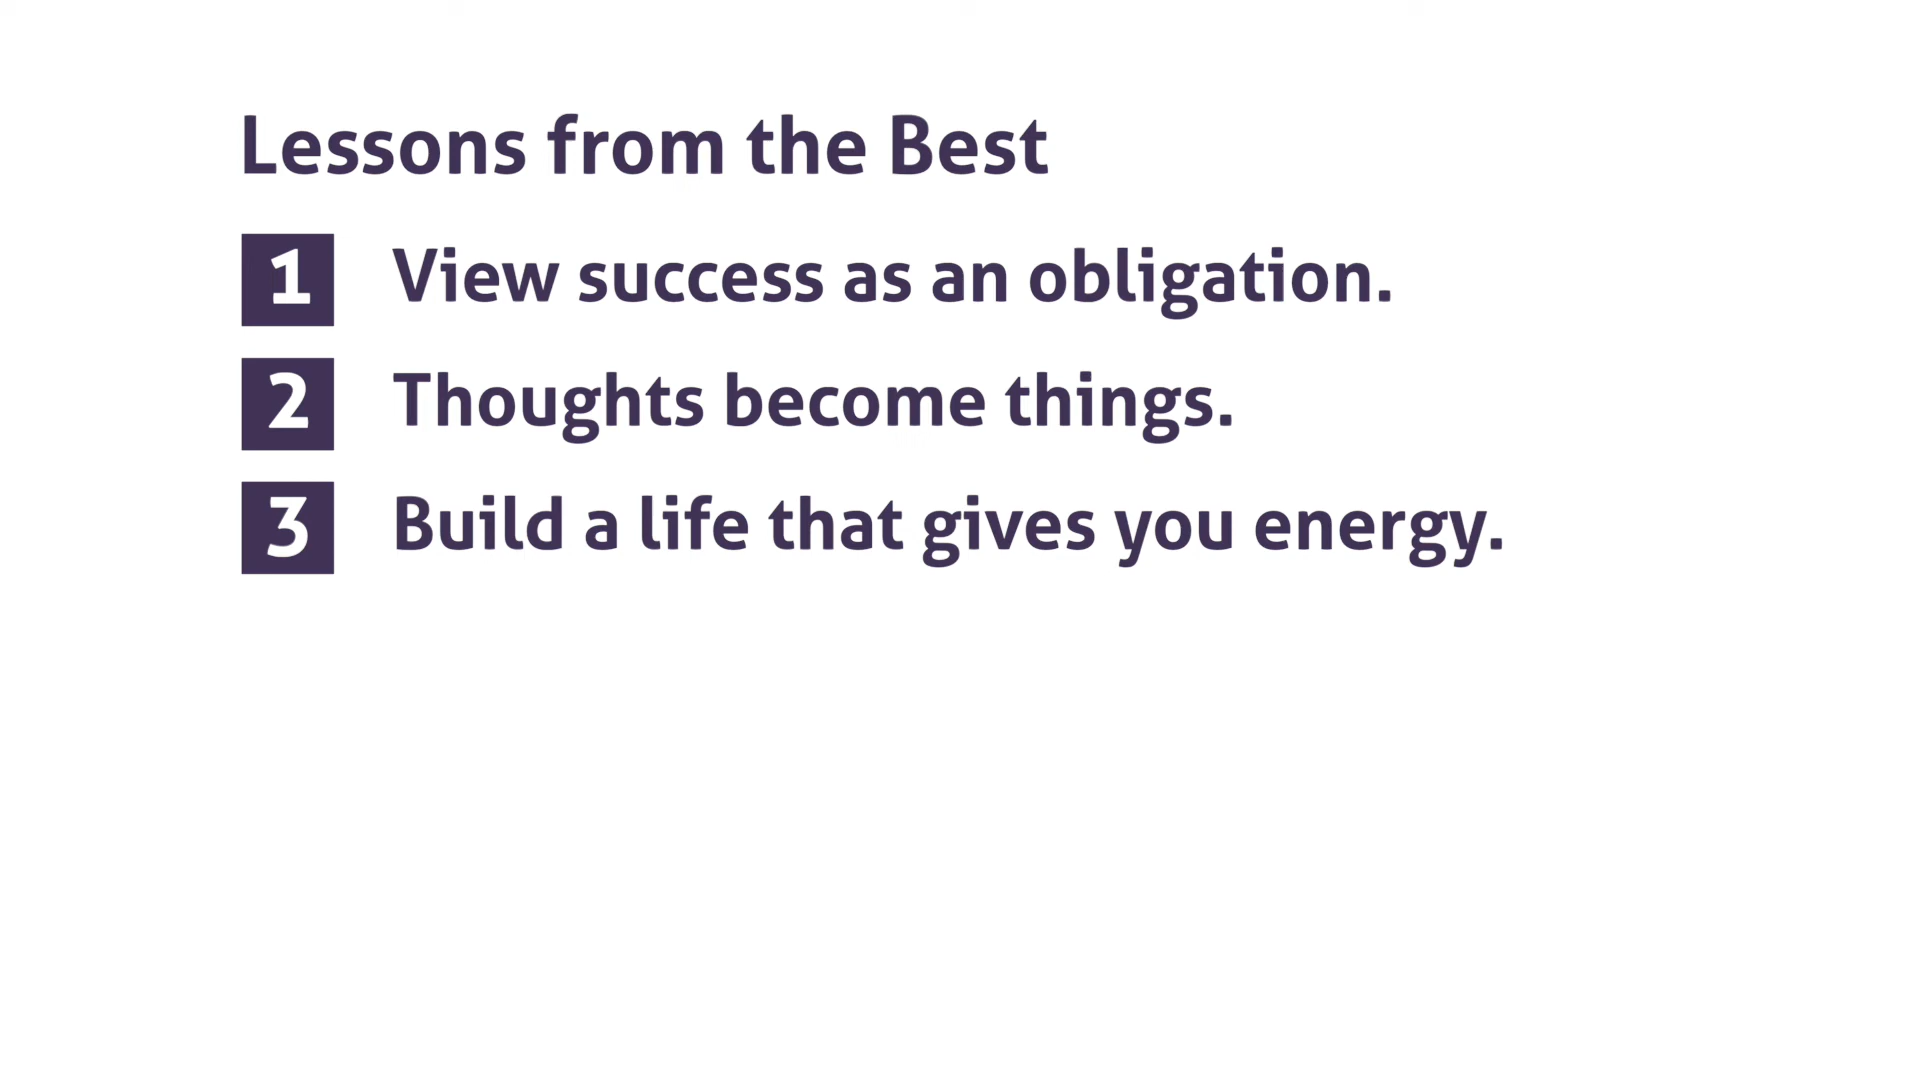 Lessons from the Best
1 View success as an obligation.
2 Thoughts become things.
3 Build a life that gives you energy.